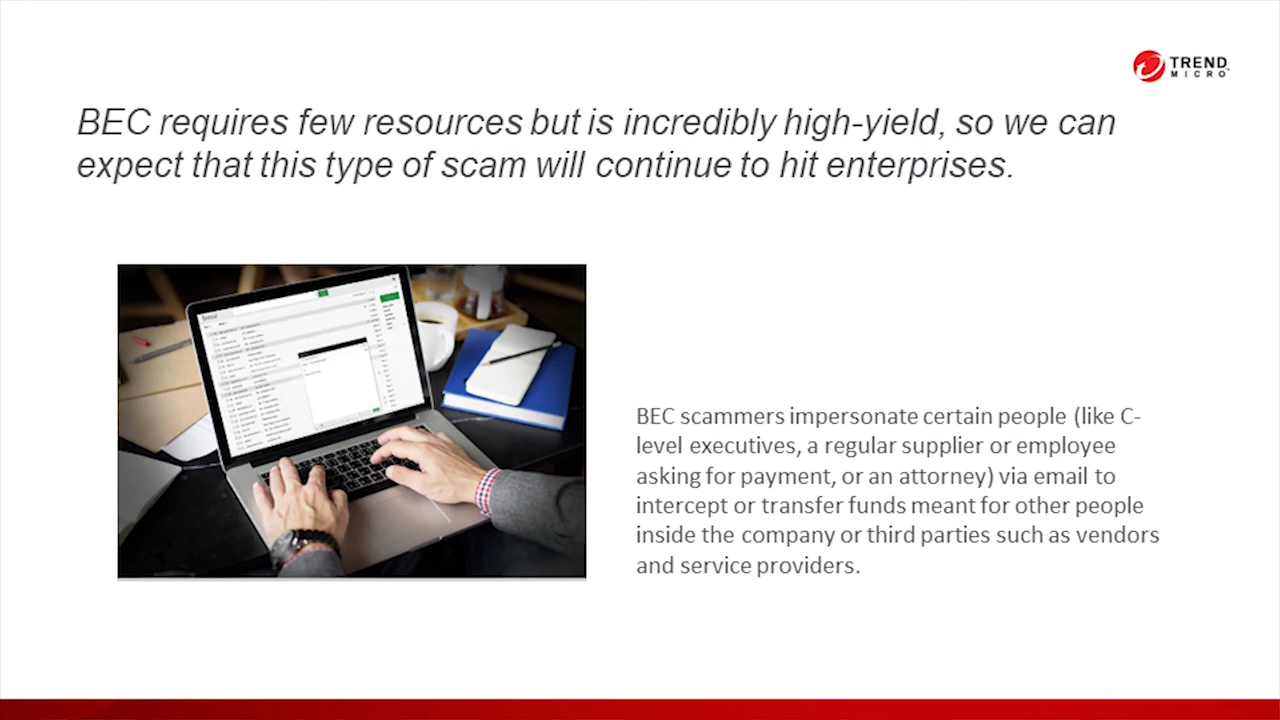 TREND
MICRO
BEC requires few resources but is incredibly high-yield, so we can
expect that this type of scam will continue to hit enterprises.
BEC scammers impersonate certain people (like C-
level executives, a regular supplier or employee
asking for payment, or an attorney) via email to
intercept or transfer funds meant for other people
inside the company or third parties such as vendors
and service providers.